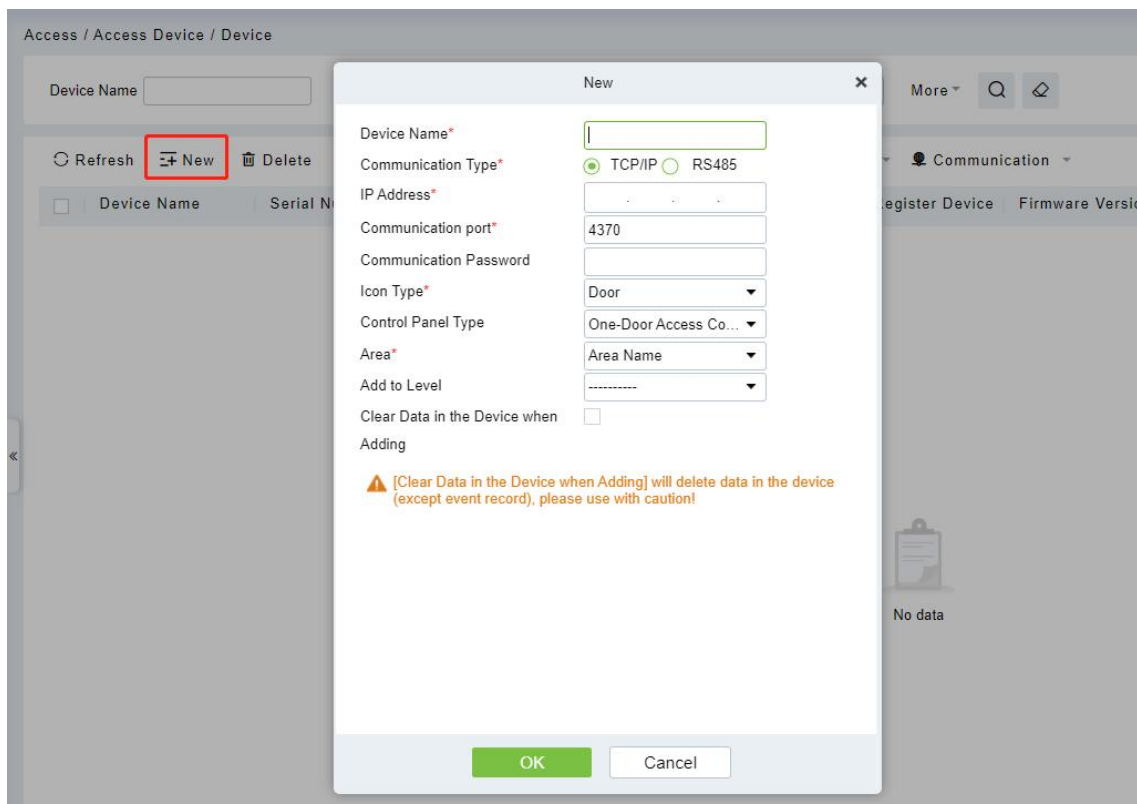 Access / Access Device / Device
New
Device Name
More
Refresh New Delete Communication
Device Name Serial Register Device Firmware
Device Name*
Communication Type* TCP/IP RS485
IP Address* . . .
Communication port* 4370
Communication Password
Icon Type* Door
Control Panel Type One-Door Access Co...
Area* Area Name
Add to Level ----------
Clear Data in the Device when
Adding
[Clear Data in the Device when Adding] will delete data in the device
(except event record), please use with caution!
No data
OK Cancel